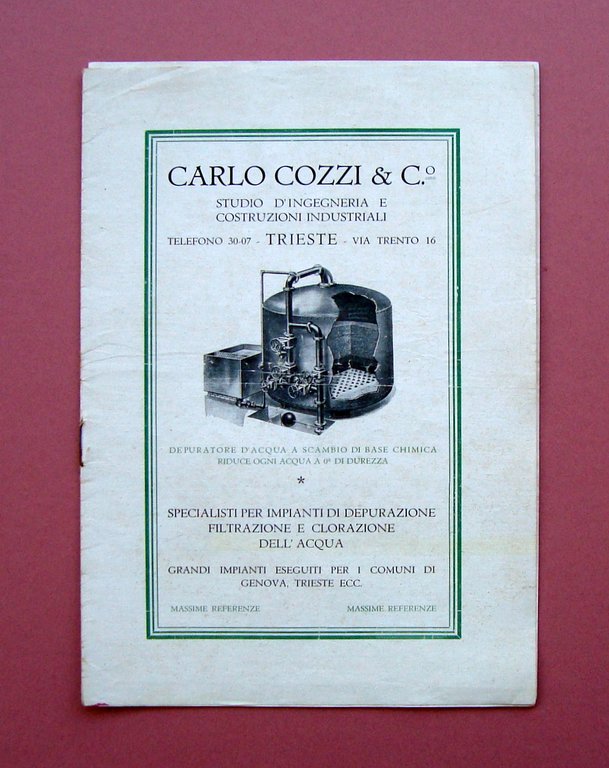 CARLO COZZI & C.º
STUDIO D'INGEGNERIA E
COSTRUZIONI INDUSTRIALI
TELEFONO 30-07 - TRIESTE - VIA TRENTO 16
DEPURATORE D'ACQUA A SCAMBIO DI BASE CHIMICA
RIDUCE OGNI ACQUA A 0º DI DUREZZA
*
SPECIALISTI PER IMPIANTI DI DEPURAZIONE
FILTRAZIONE E CLORAZIONE
DELL'ACQUA
GRANDI IMPIANTI ESEGUITI PER I COMUNI DI
GENOVA, TRIESTE ECC.
MASSIME REFERENZE MASSIME REFERENZE